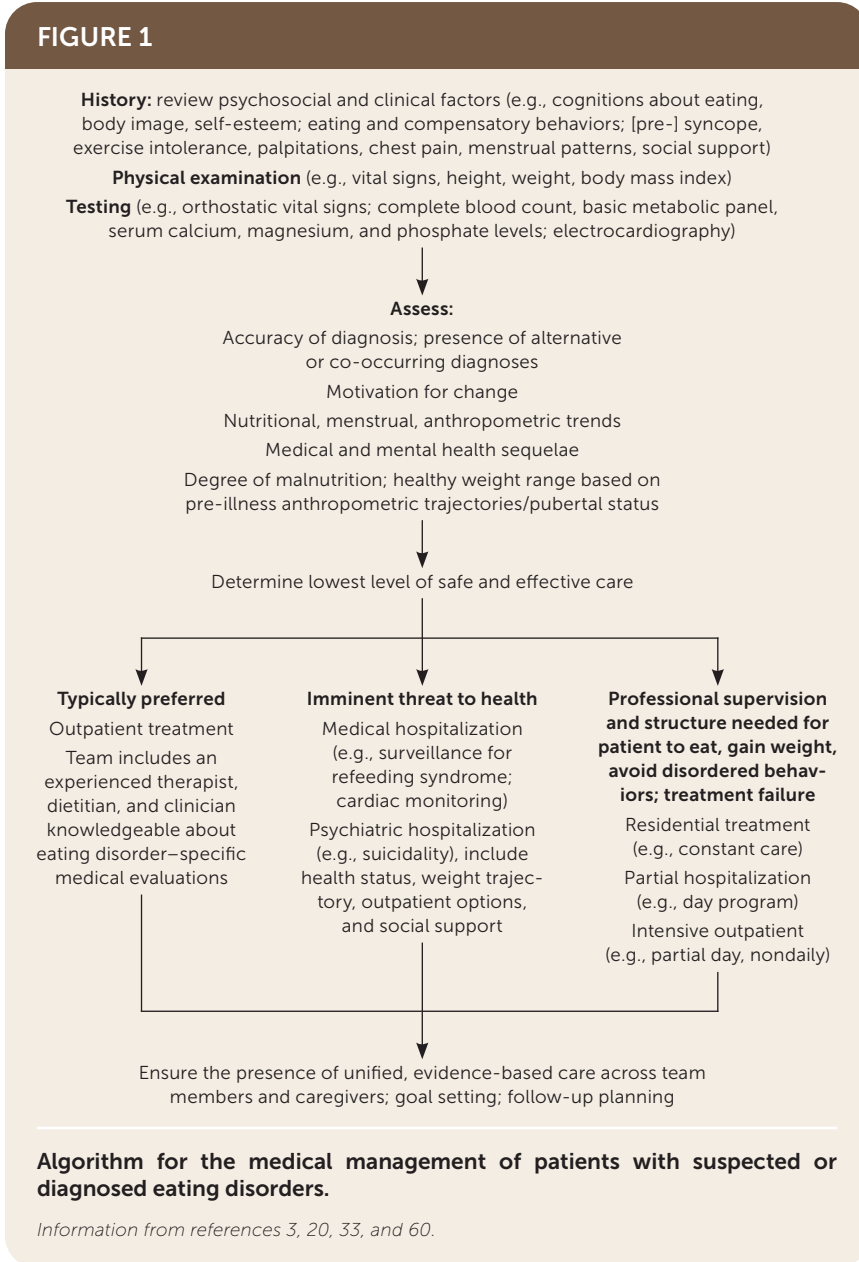 FIGURE 1
History: review psychosocial and clinical factors (e.g., cognitions about eating,
body image, self-esteem; eating and compensatory behaviors; [pre-] syncope,
exercise intolerance, palpitations, chest pain, menstrual patterns, social support)
Physical examination (e.g., vital signs, height, weight, body mass index)
Testing (e.g., orthostatic vital signs; complete blood count, basic metabolic panel,
serum calcium, magnesium, and phosphate levels; electrocardiography)
Assess:
Accuracy of diagnosis; presence of alternative
or co-occurring diagnoses
Motivation for change
Nutritional, menstrual, anthropometric trends
Medical and mental health sequelae
Degree of malnutrition; healthy weight range based on
pre-illness anthropometric trajectories/pubertal status
Determine lowest level of safe and effective care
Typically preferred
Outpatient treatment
Team includes an
experienced therapist,
dietitian, and clinician
knowledgeable about
eating disorder–specific
medical evaluations
Imminent threat to health
Medical hospitalization
(e.g., surveillance for
refeeding syndrome;
cardiac monitoring)
Psychiatric hospitalization
(e.g., suicidality), include
health status, weight trajec-
tory, outpatient options,
and social support
Professional supervision
and structure needed for
patient to eat, gain weight,
avoid disordered behav-
iors; treatment failure
Residential treatment
(e.g., constant care)
Partial hospitalization
(e.g., day program)
Intensive outpatient
(e.g., partial day, nondaily)
Ensure the presence of unified, evidence-based care across team
members and caregivers; goal setting; follow-up planning
Algorithm for the medical management of patients with suspected or
diagnosed eating disorders.
Information from references 3, 20, 33, and 60.